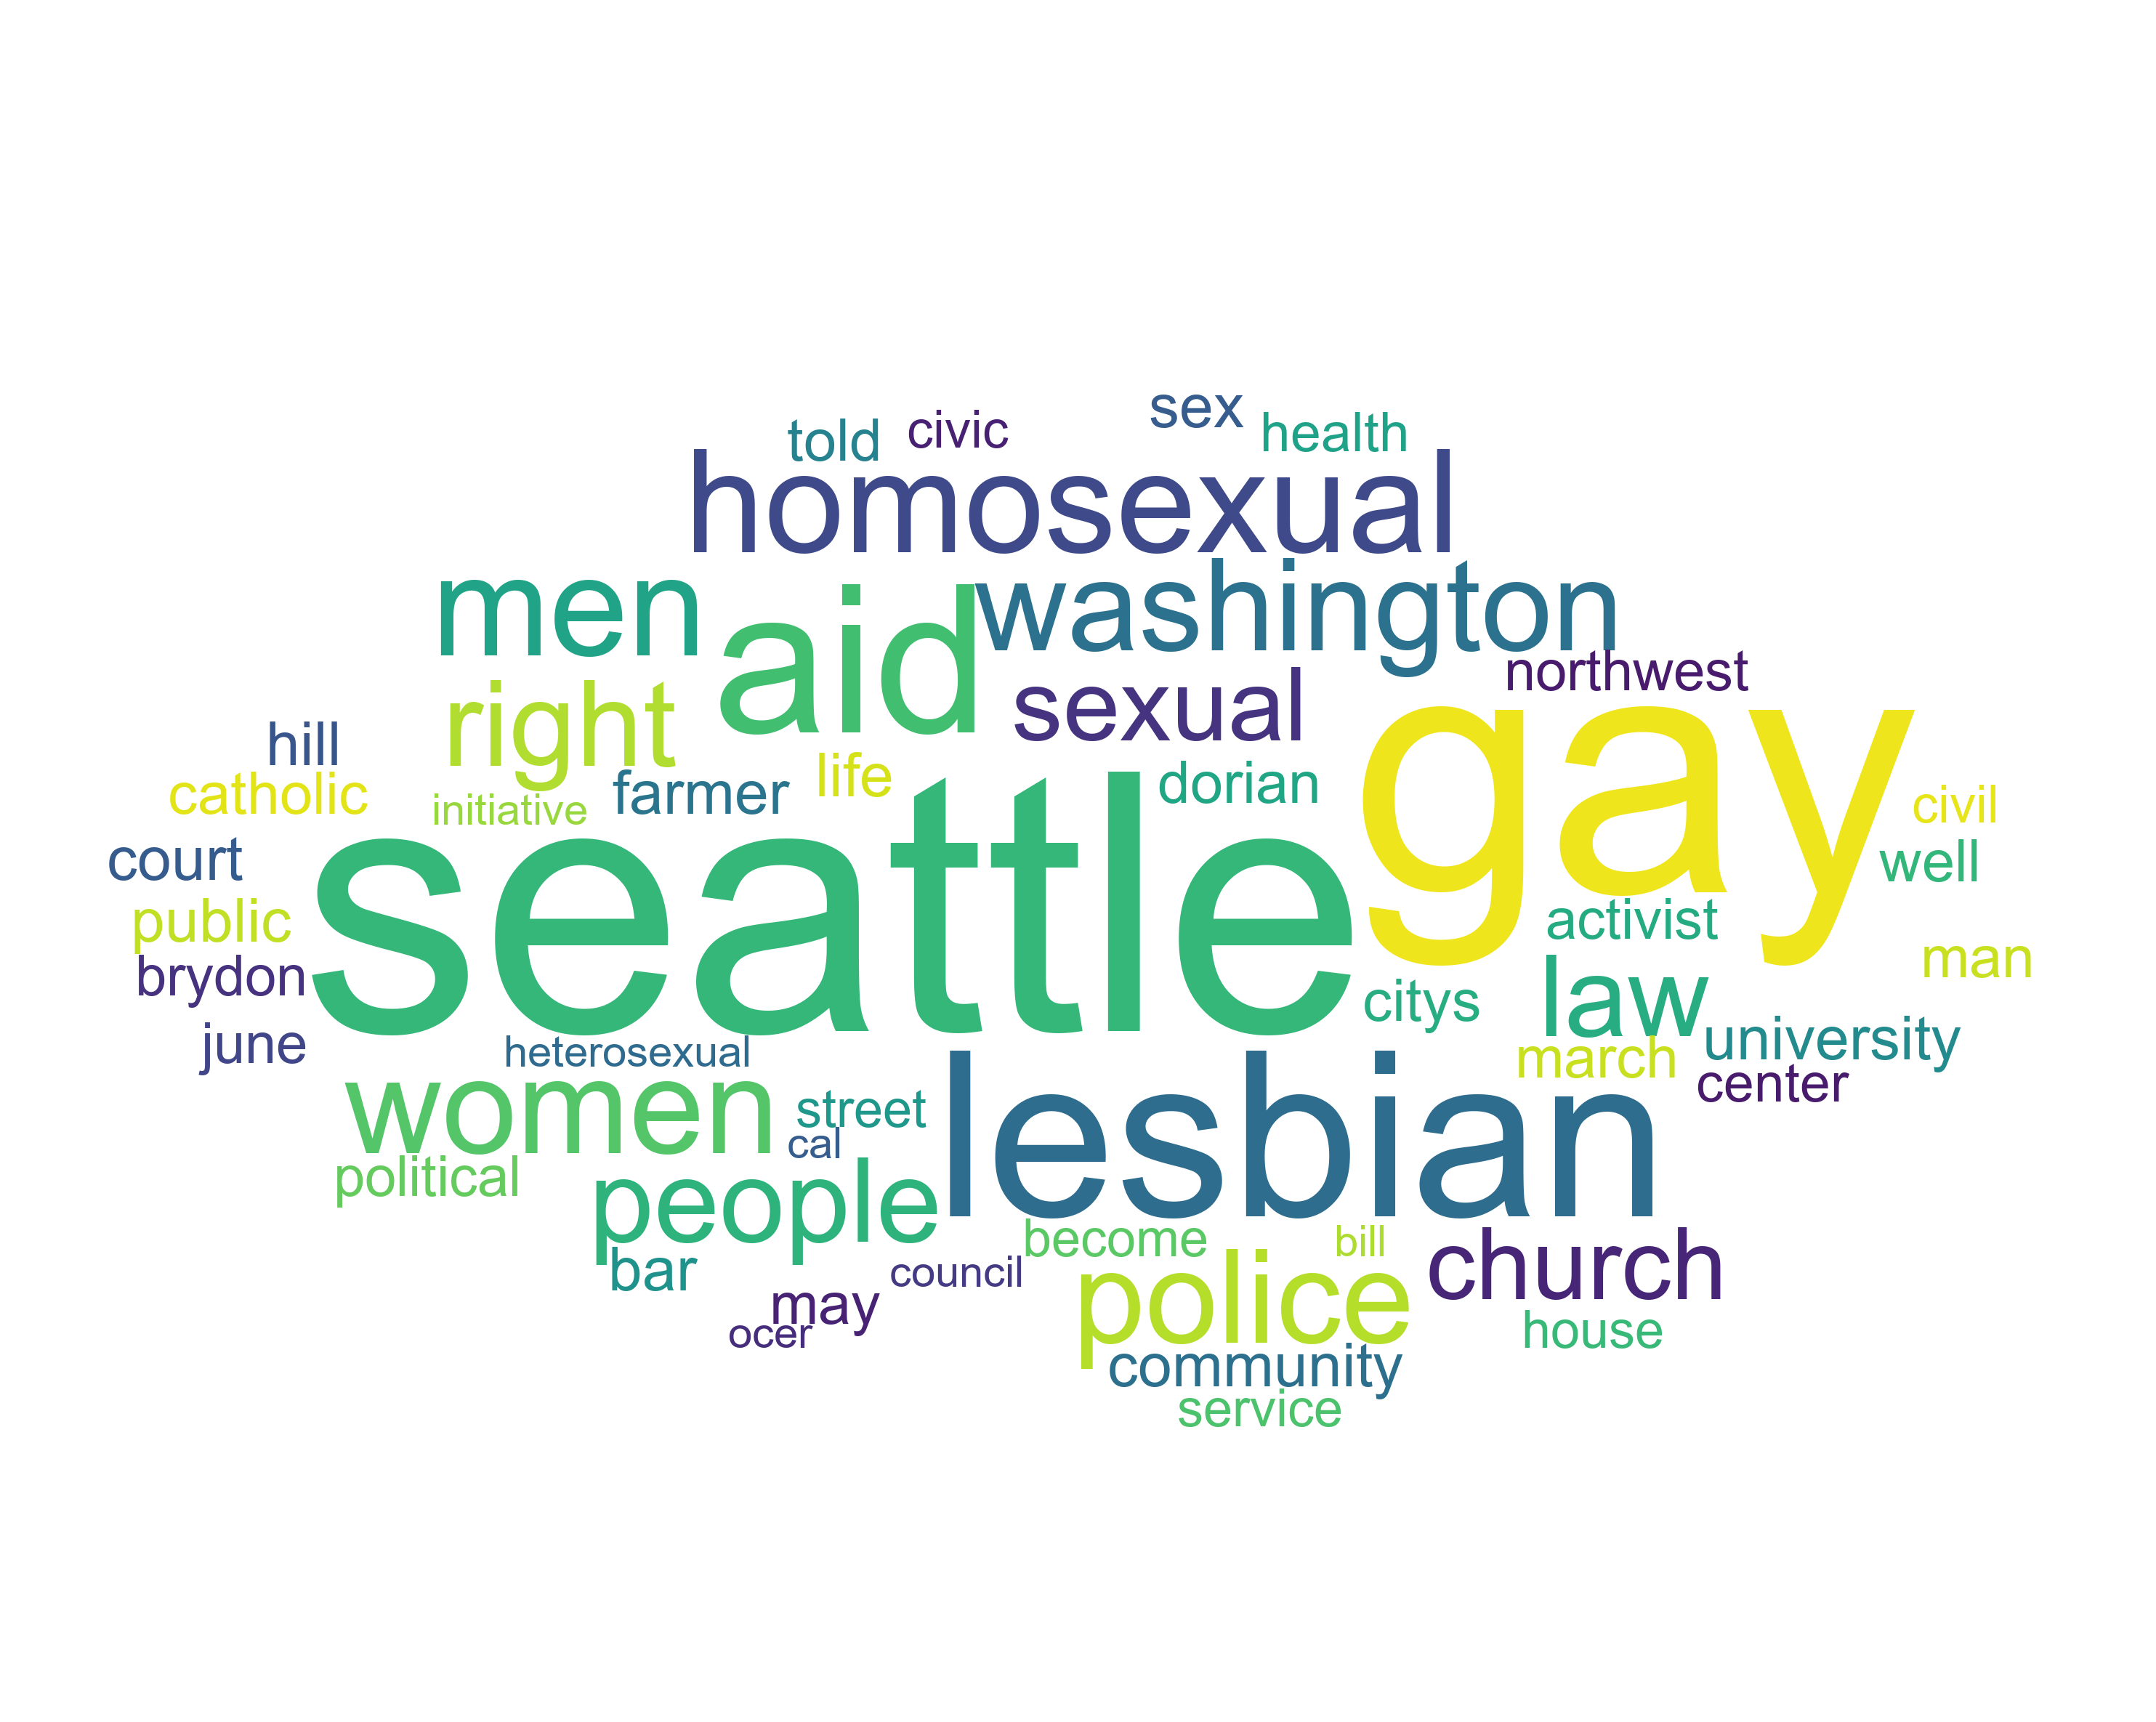 sex
told civic health
homosexual
men aid washington
right sexual northwest
hill gay
catholic initiative farmer life dorian civil
court seattle well
public activist
brydon citys law man
june heterosexual march university
women street lesbian center
political cal
people become bill church
bar council police
may house
ocer community
service